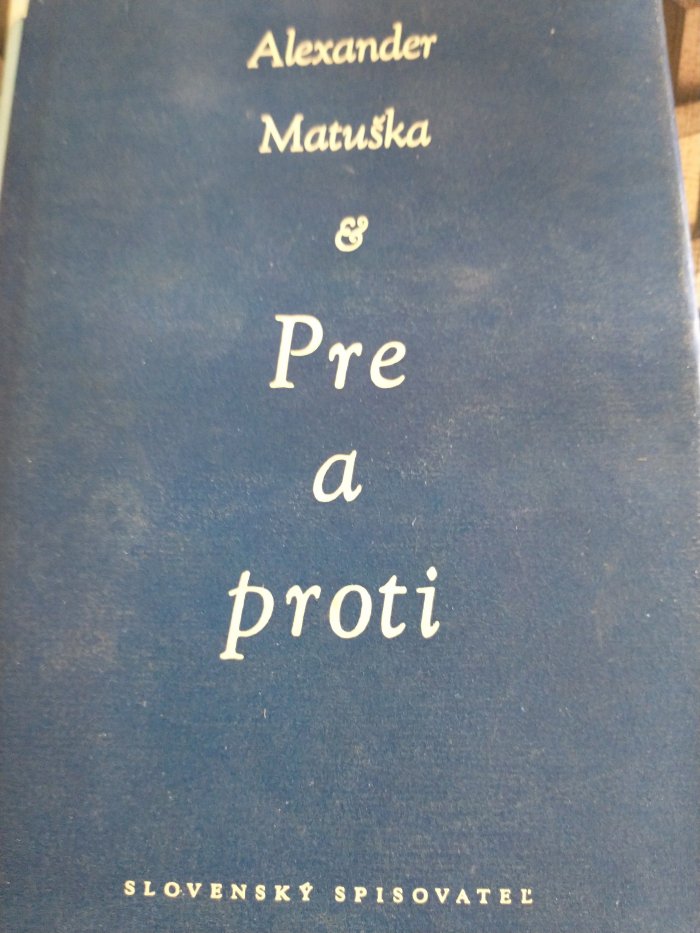 Alexander
Matuška
&
Pre
a
proti
SLOVENSKÝ SPISOVATEĽ